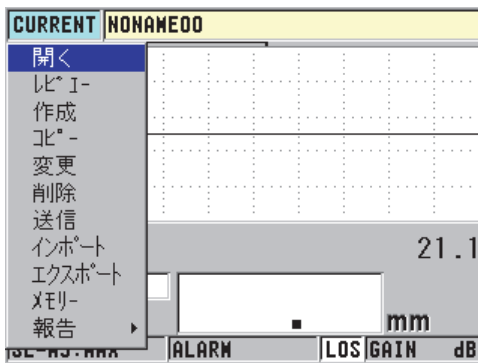 CURRENT NONAME00
開く
レビュー
作成
コピー
変更
削除
送信
インポート
エクスポート
メモリー
報告
21.1
mm
ALARM LOS GAIN dB